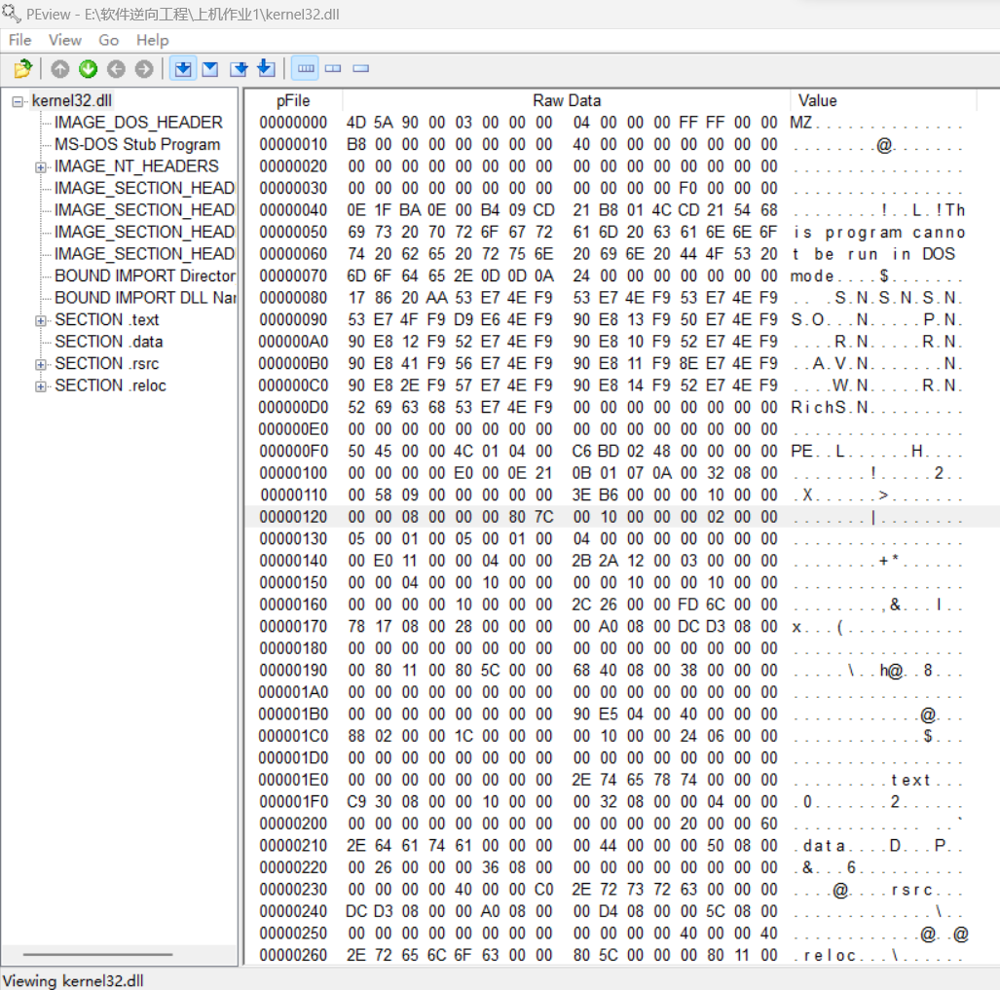 PEview - E:\软件逆向工程\上机作业1\kernel32.dll
File View Go Help
kernel32.dll
IMAGE_DOS_HEADER
MS-DOS Stub Program
IMAGE_NT_HEADERS
IMAGE_SECTION_HEAD
IMAGE_SECTION_HEAD
IMAGE_SECTION_HEAD
IMAGE_SECTION_HEAD
BOUND IMPORT Director
BOUND IMPORT DLL Nar
SECTION .text
SECTION .data
SECTION .rsrc
SECTION .reloc
pFile Raw Data Value
00000000 4D 5A 90 00 03 00 00 00 04 00 00 00 FF FF 00 00 MZ..............
00000010 B8 00 00 00 00 00 00 00 40 00 00 00 00 00 00 00 ........@.......
00000020 00 00 00 00 00 00 00 00 00 00 00 00 00 00 00 00 ................
00000030 00 00 00 00 00 00 00 00 00 00 00 00 F0 00 00 00 ................
00000040 0E 1F BA 0E 00 B4 09 CD 21 B8 01 4C CD 21 54 68 ........!..L.!Th
00000050 69 73 20 70 72 6F 67 72 61 6D 20 63 61 6E 6E 6F is program canno
00000060 74 20 62 65 20 72 75 6E 20 69 6E 20 44 4F 53 20 t be run in DOS
00000070 6D 6F 64 65 2E 0D 0D 0A 24 00 00 00 00 00 00 00 mode....$.......
00000080 17 86 20 AA 53 E7 4E F9 53 E7 4E F9 53 E7 4E F9 .. .S.N.S.N.S.N.
00000090 53 E7 4F F9 D9 E6 4E F9 90 E8 13 F9 50 E7 4E F9 S.O...N.....P.N.
000000A0 90 E8 12 F9 52 E7 4E F9 90 E8 10 F9 52 E7 4E F9 ....R.N.....R.N.
000000B0 90 E8 41 F9 56 E7 4E F9 90 E8 11 F9 8E E7 4E F9 ..A.V.N.......N.
000000C0 90 E8 2E F9 57 E7 4E F9 90 E8 14 F9 52 E7 4E F9 ....W.N.....R.N.
000000D0 52 69 63 68 53 E7 4E F9 00 00 00 00 00 00 00 00 RichS.N.........
000000E0 00 00 00 00 00 00 00 00 00 00 00 00 00 00 00 00 ................
000000F0 50 45 00 00 4C 01 04 00 C6 BD 02 48 00 00 00 00 PE..L......H....
00000100 00 00 00 00 E0 00 0E 21 0B 01 07 0A 00 32 08 00 .......!.....2..
00000110 00 58 09 00 00 00 00 00 3E B6 00 00 00 10 00 00 .X......>.......
00000120 00 00 08 00 00 00 80 7C 00 10 00 00 00 02 00 00 .......|........
00000130 05 00 01 00 05 00 01 00 04 00 00 00 00 00 00 00 ................
00000140 00 E0 11 00 00 04 00 00 2B 2A 12 00 03 00 00 00 ........+*......
00000150 00 00 04 00 00 10 00 00 00 00 10 00 00 10 00 00 ................
00000160 00 00 00 00 10 00 00 00 2C 26 00 00 FD 6C 00 00 ........,&...l..
00000170 78 17 08 00 28 00 00 00 00 A0 08 00 DC D3 08 00 x...(...........
00000180 00 00 00 00 00 00 00 00 00 00 00 00 00 00 00 00 ................
00000190 00 80 11 00 80 5C 00 00 68 40 08 00 38 00 00 00 .....\..h@..8...
000001A0 00 00 00 00 00 00 00 00 00 00 00 00 00 00 00 00 ................
000001B0 00 00 00 00 00 00 00 00 90 E5 04 00 40 00 00 00 ............@...
000001C0 88 02 00 00 1C 00 00 00 00 10 00 00 24 06 00 00 ............$...
000001D0 00 00 00 00 00 00 00 00 00 00 00 00 00 00 00 00 ................
000001E0 00 00 00 00 00 00 00 00 2E 74 65 78 74 00 00 00 .........text...
000001F0 C9 30 08 00 00 10 00 00 00 32 08 00 00 04 00 00 .0.......2......
00000200 00 00 00 00 00 00 00 00 00 00 00 00 20 00 00 60 ............ ..`
00000210 2E 64 61 74 61 00 00 00 00 44 00 00 00 50 08 00 .data....D...P..
00000220 00 26 00 00 00 36 08 00 00 00 00 00 00 00 00 00 .&...6..........
00000230 00 00 00 00 40 00 00 C0 2E 72 73 72 63 00 00 00 ....@....rsrc...
00000240 DC D3 08 00 00 A0 08 00 00 D4 08 00 00 5C 08 00 .............\..
00000250 00 00 00 00 00 00 00 00 00 00 00 00 40 00 00 40 ............@..@
00000260 2E 72 65 6C 6F 63 00 00 80 5C 00 00 00 80 11 00 .reloc...\......
Viewing kernel32.dll